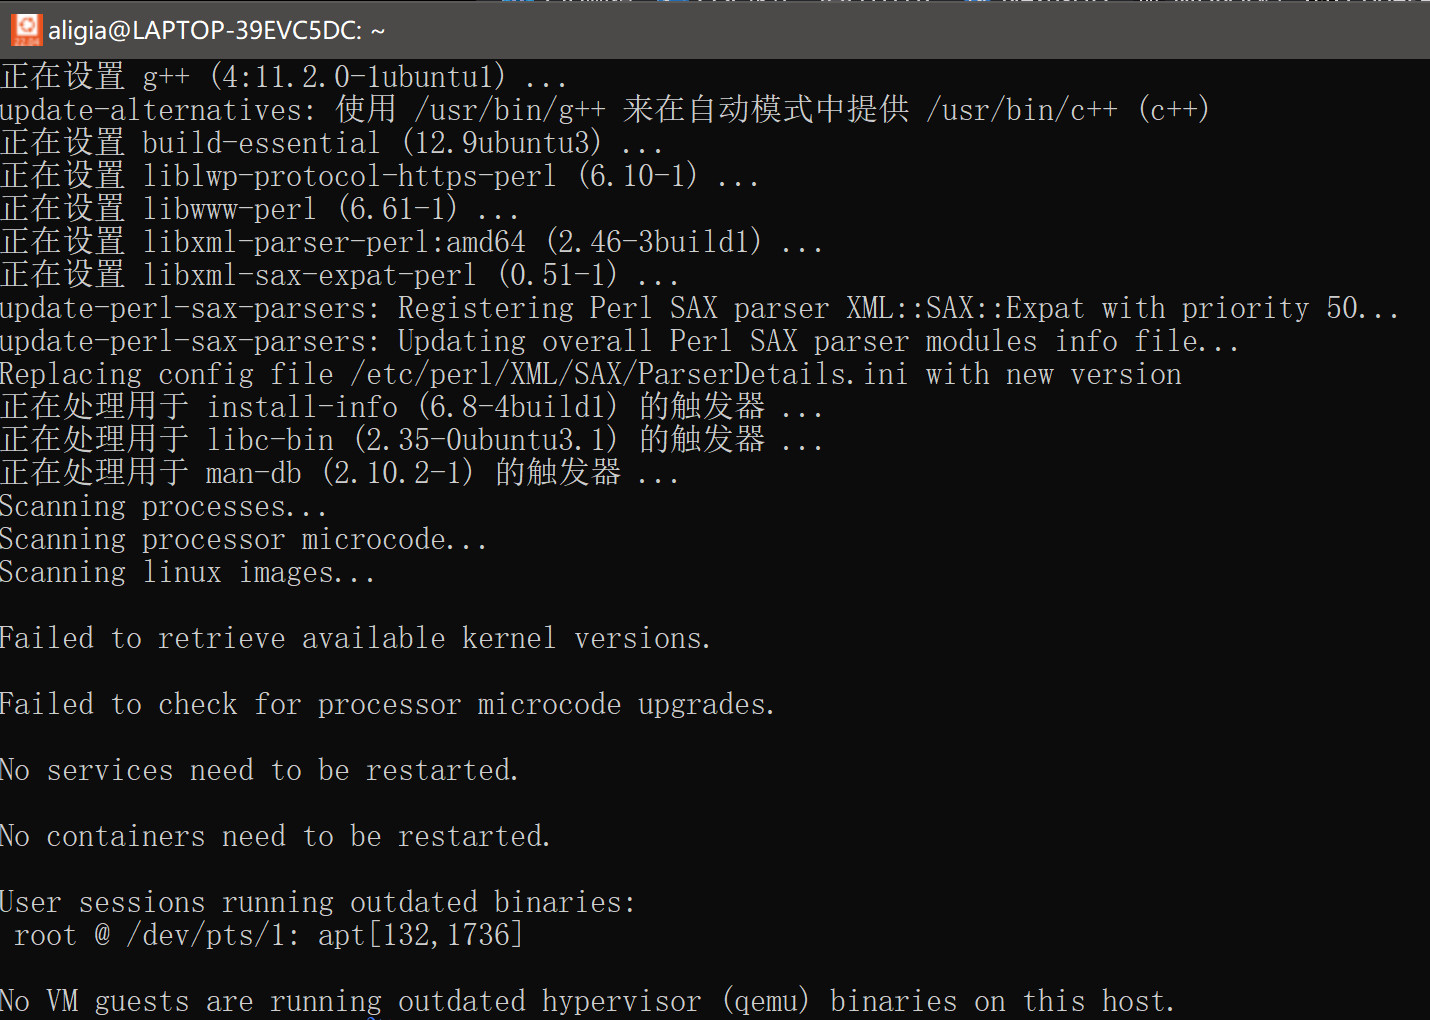 22.04
aligia@LAPTOP-39EVC5DC: ~
正在设置 g++ (4:11.2.0-1ubuntu1) ...
update-alternatives: 使用 /usr/bin/g++ 来在自动模式中提供 /usr/bin/c++ (c++)
正在设置 build-essential (12.9ubuntu3) ...
正在设置 liblwp-protocol-https-perl (6.10-1) ...
正在设置 libwww-perl (6.61-1) ...
正在设置 libxml-parser-perl:amd64 (2.46-3build1) ...
正在设置 libxml-sax-expat-perl (0.51-1) ...
update-perl-sax-parsers: Registering Perl SAX parser XML::SAX::Expat with priority 50...
update-perl-sax-parsers: Updating overall Perl SAX parser modules info file...
Replacing config file /etc/perl/XML/SAX/ParserDetails.ini with new version
正在处理用于 install-info (6.8-4build1) 的触发器 ...
正在处理用于 libc-bin (2.35-0ubuntu3.1) 的触发器 ...
正在处理用于 man-db (2.10.2-1) 的触发器 ...
Scanning processes...
Scanning processor microcode...
Scanning linux images...
Failed to retrieve available kernel versions.
Failed to check for processor microcode upgrades.
No services need to be restarted.
No containers need to be restarted.
User sessions running outdated binaries:
root @ /dev/pts/1: apt[132,1736]
No VM guests are running outdated hypervisor (qemu) binaries on this host.